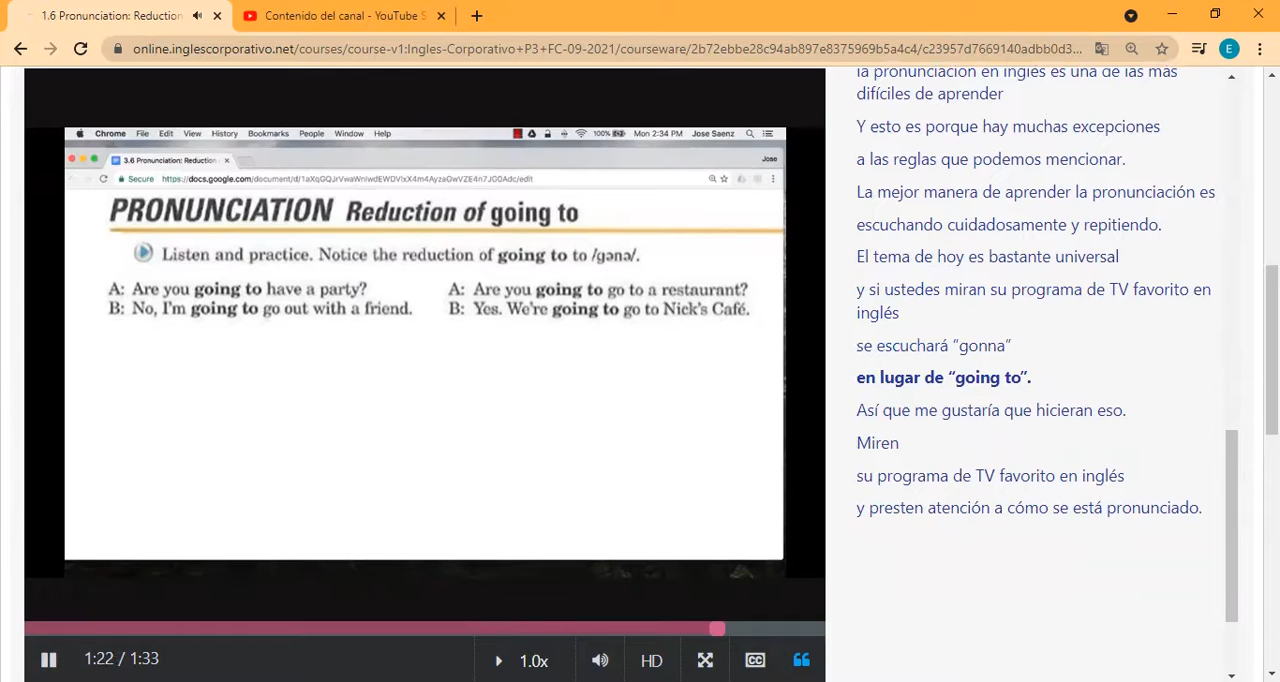 1.6 Pronunciation: Reduction
Contenido del canal - YouTube S
online.inglescorporativo.net/courses/course-v1:Ingles-Corporativo+P3+FC-09-2021/courseware/2b72ebbe28c94ab897e8375969b5a4c4/c23957d7669140adbb0d3...
E
Chrome File Edit View History Bookmarks People Window Help
100% Mon 2:34 PM Jose Saenz
3.6 Pronunciation: Reduction
Jose
Secure https://docs.google.com/document/d/
PRONUNCIATION Reduction of going to
Listen and practice. Notice the reduction of going to to /gənə/.
A: Are you going to have a party?
B: No, I'm going to go out with a friend.
A: Are you going to go to a restaurant?
B: Yes. We're going to go to Nick's Café.
1:22 / 1:33
1.0x
HD
CC
la pronunciación en inglés es una de las más
difíciles de aprender
Y esto es porque hay muchas excepciones
a las reglas que podemos mencionar.
La mejor manera de aprender la pronunciación es
escuchando cuidadosamente y repitiendo.
El tema de hoy es bastante universal
y si ustedes miran su programa de TV favorito en
inglés
se escuchará “gonna”
en lugar de “going to”.
Así que me gustaría que hicieran eso.
Miren
su programa de TV favorito en inglés
y presten atención a cómo se está pronunciado.